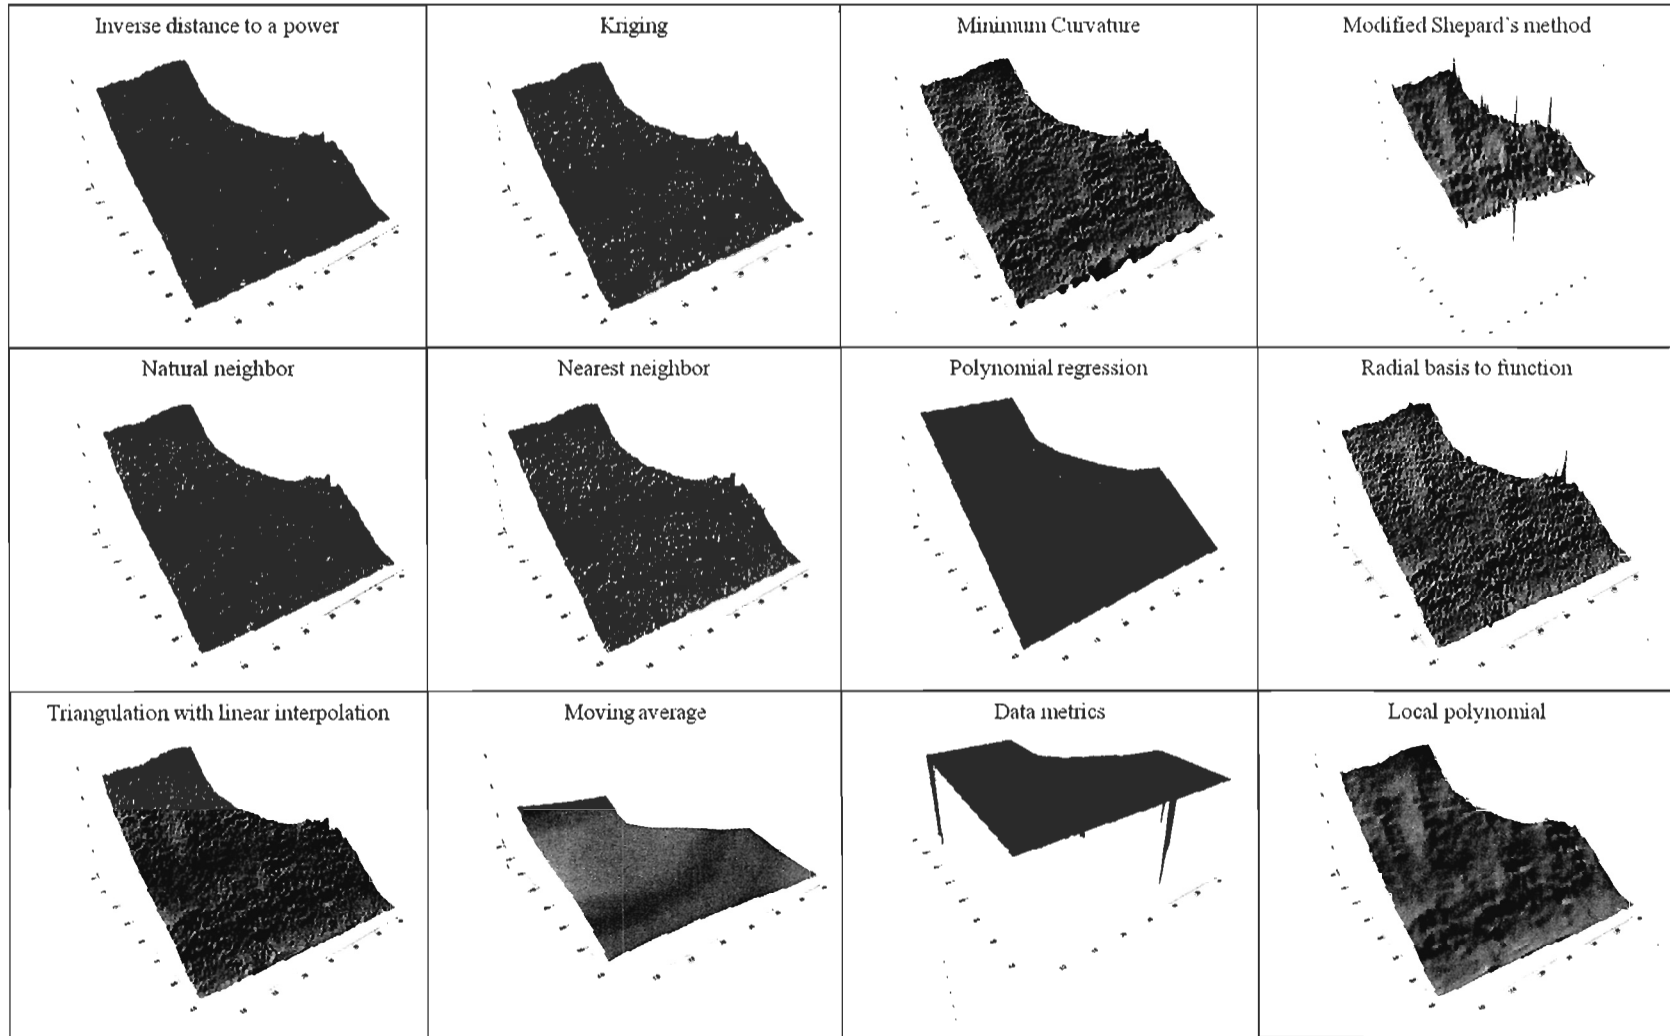 Inverse distance to a power
Kriging
Minimum Curvature
Modified Shepard's method
Natural neighbor
Nearest neighbor
Polynomial regression
Radial basis to function
Triangulation with linear interpolation
Moving average
Data metrics
Local polynomial